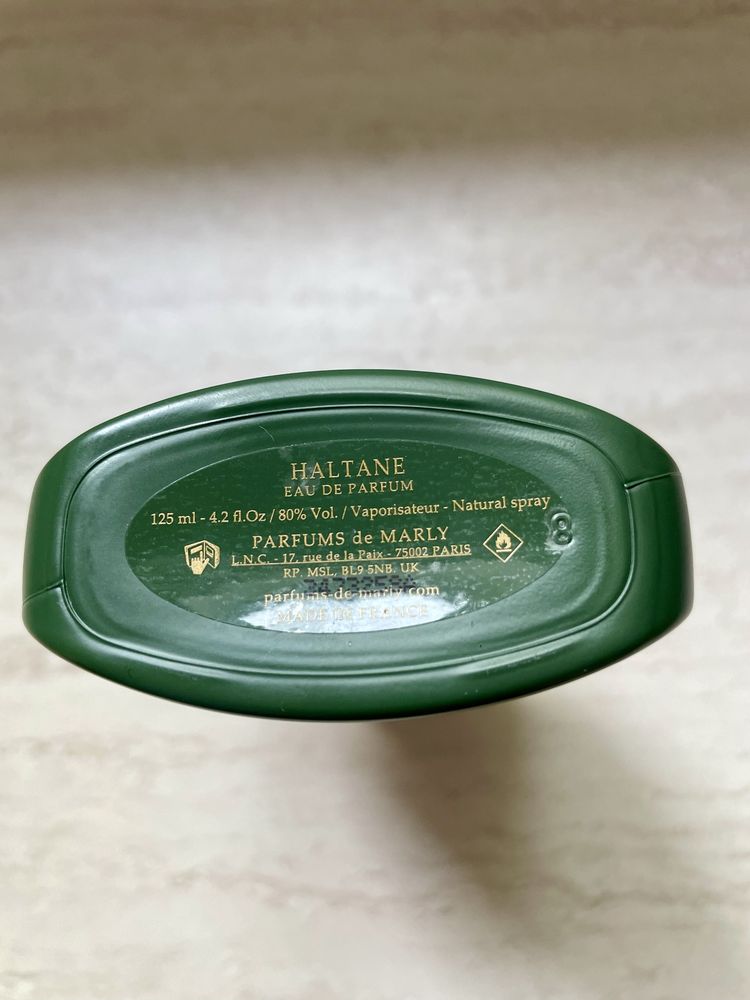 HALTANE
EAU DE PARFUM
125 ml - 4.2 fl.Oz / 80% Vol. / Vaporisateur - Natural spray
8
PARFUMS de MARLY
L.N.C. - 17, rue de la Paix - 75002 PARIS
RP. MSL, BL9 5NB. UK
parfums-de-marly.com
MADE IN FRANCE